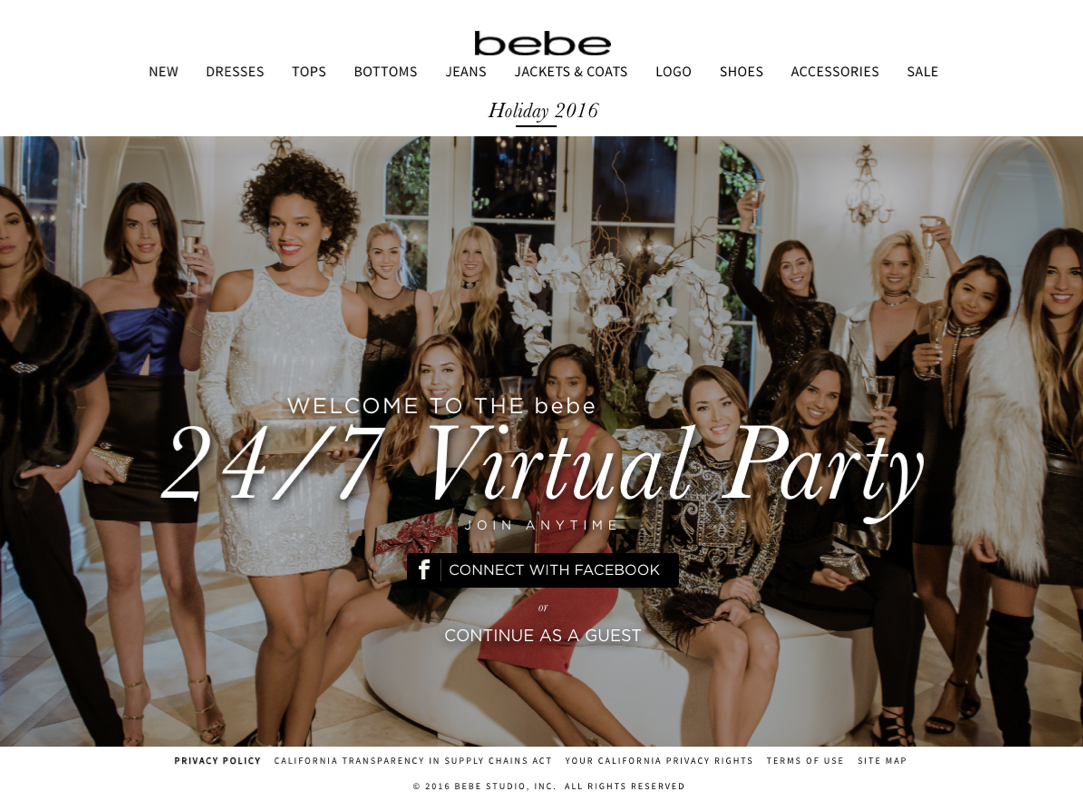 bebe
NEW DRESSES TOPS BOTTOMS JEANS JACKETS & COATS LOGO SHOES ACCESSORIES SALE
Holiday 2016
WELCOME TO THE bebe
24/7 Virtual Party
JOIN ANYTIME
f CONNECT WITH FACEBOOK
or
CONTINUE AS A GUEST
PRIVACY POLICY CALIFORNIA TRANSPARENCY IN SUPPLY CHAINS ACT YOUR CALIFORNIA PRIVACY RIGHTS TERMS OF USE SITE MAP
© 2016 BEBE STUDIO, INC. ALL RIGHTS RESERVED